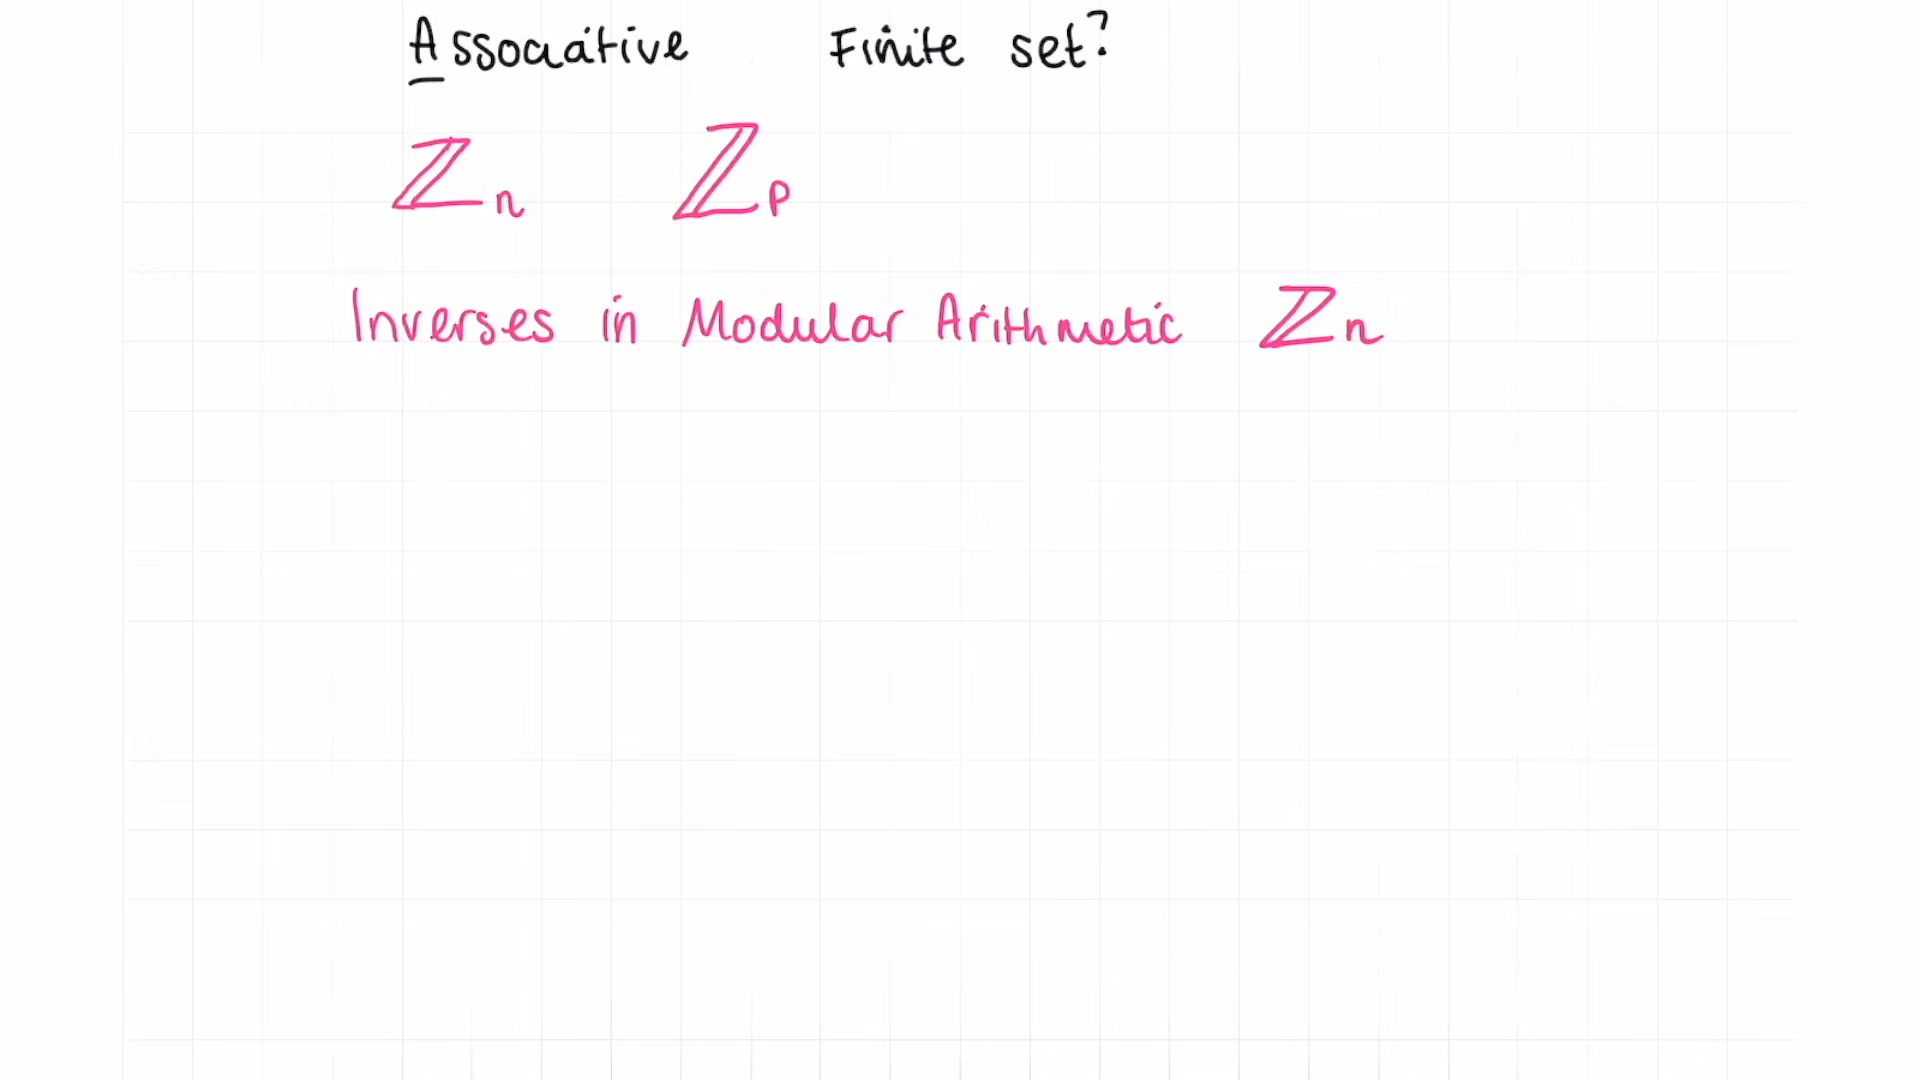 Associative Finite set?
ℤn ℤp
Inverses in Modular Arithmetic ℤn